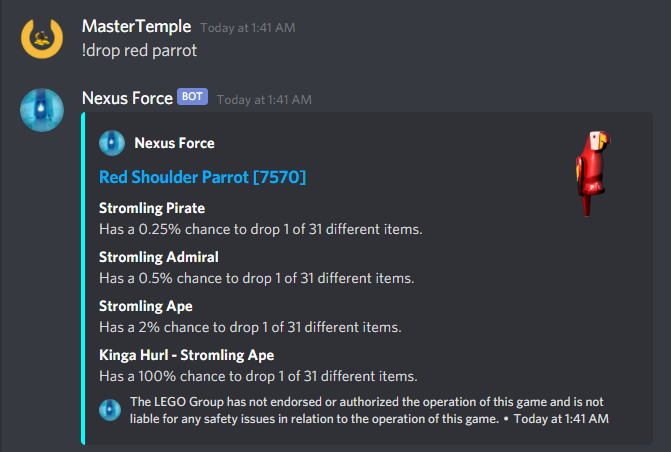 MasterTemple Today at 1:41 AM
!drop red parrot
Nexus Force BOT Today at 1:41 AM
Nexus Force
Red Shoulder Parrot [7570]
Stromling Pirate
Has a 0.25% chance to drop 1 of 31 different items.
Stromling Admiral
Has a 0.5% chance to drop 1 of 31 different items.
Stromling Ape
Has a 2% chance to drop 1 of 31 different items.
Kinga Hurl - Stromling Ape
Has a 100% chance to drop 1 of 31 different items.
The LEGO Group has not endorsed or authorized the operation of this game and is not
liable for any safety issues in relation to the operation of this game. • Today at 1:41 AM